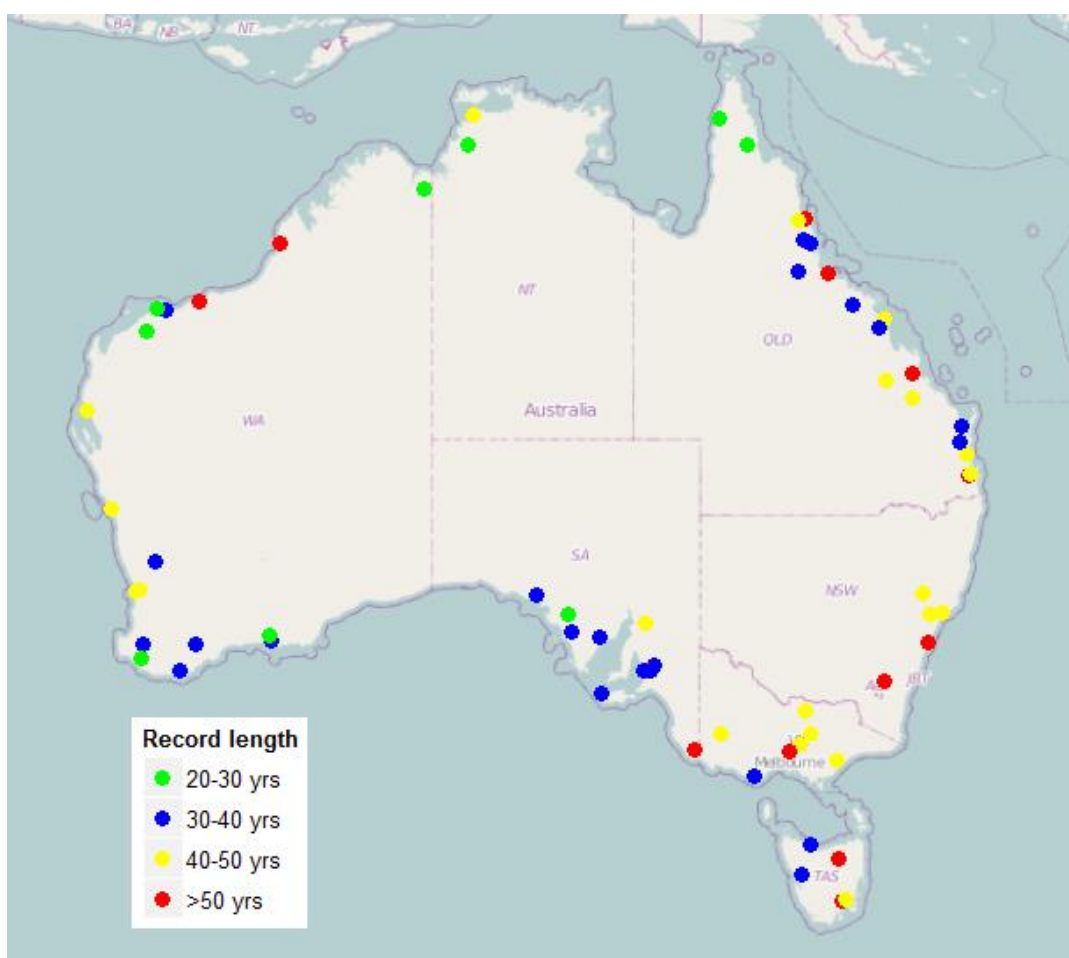 BA
NB
NT
NT
QLD
WA
Australia
SA
NSW
JBT
Melbourne
TAS
Record length
20-30 yrs
30-40 yrs
40-50 yrs
>50 yrs